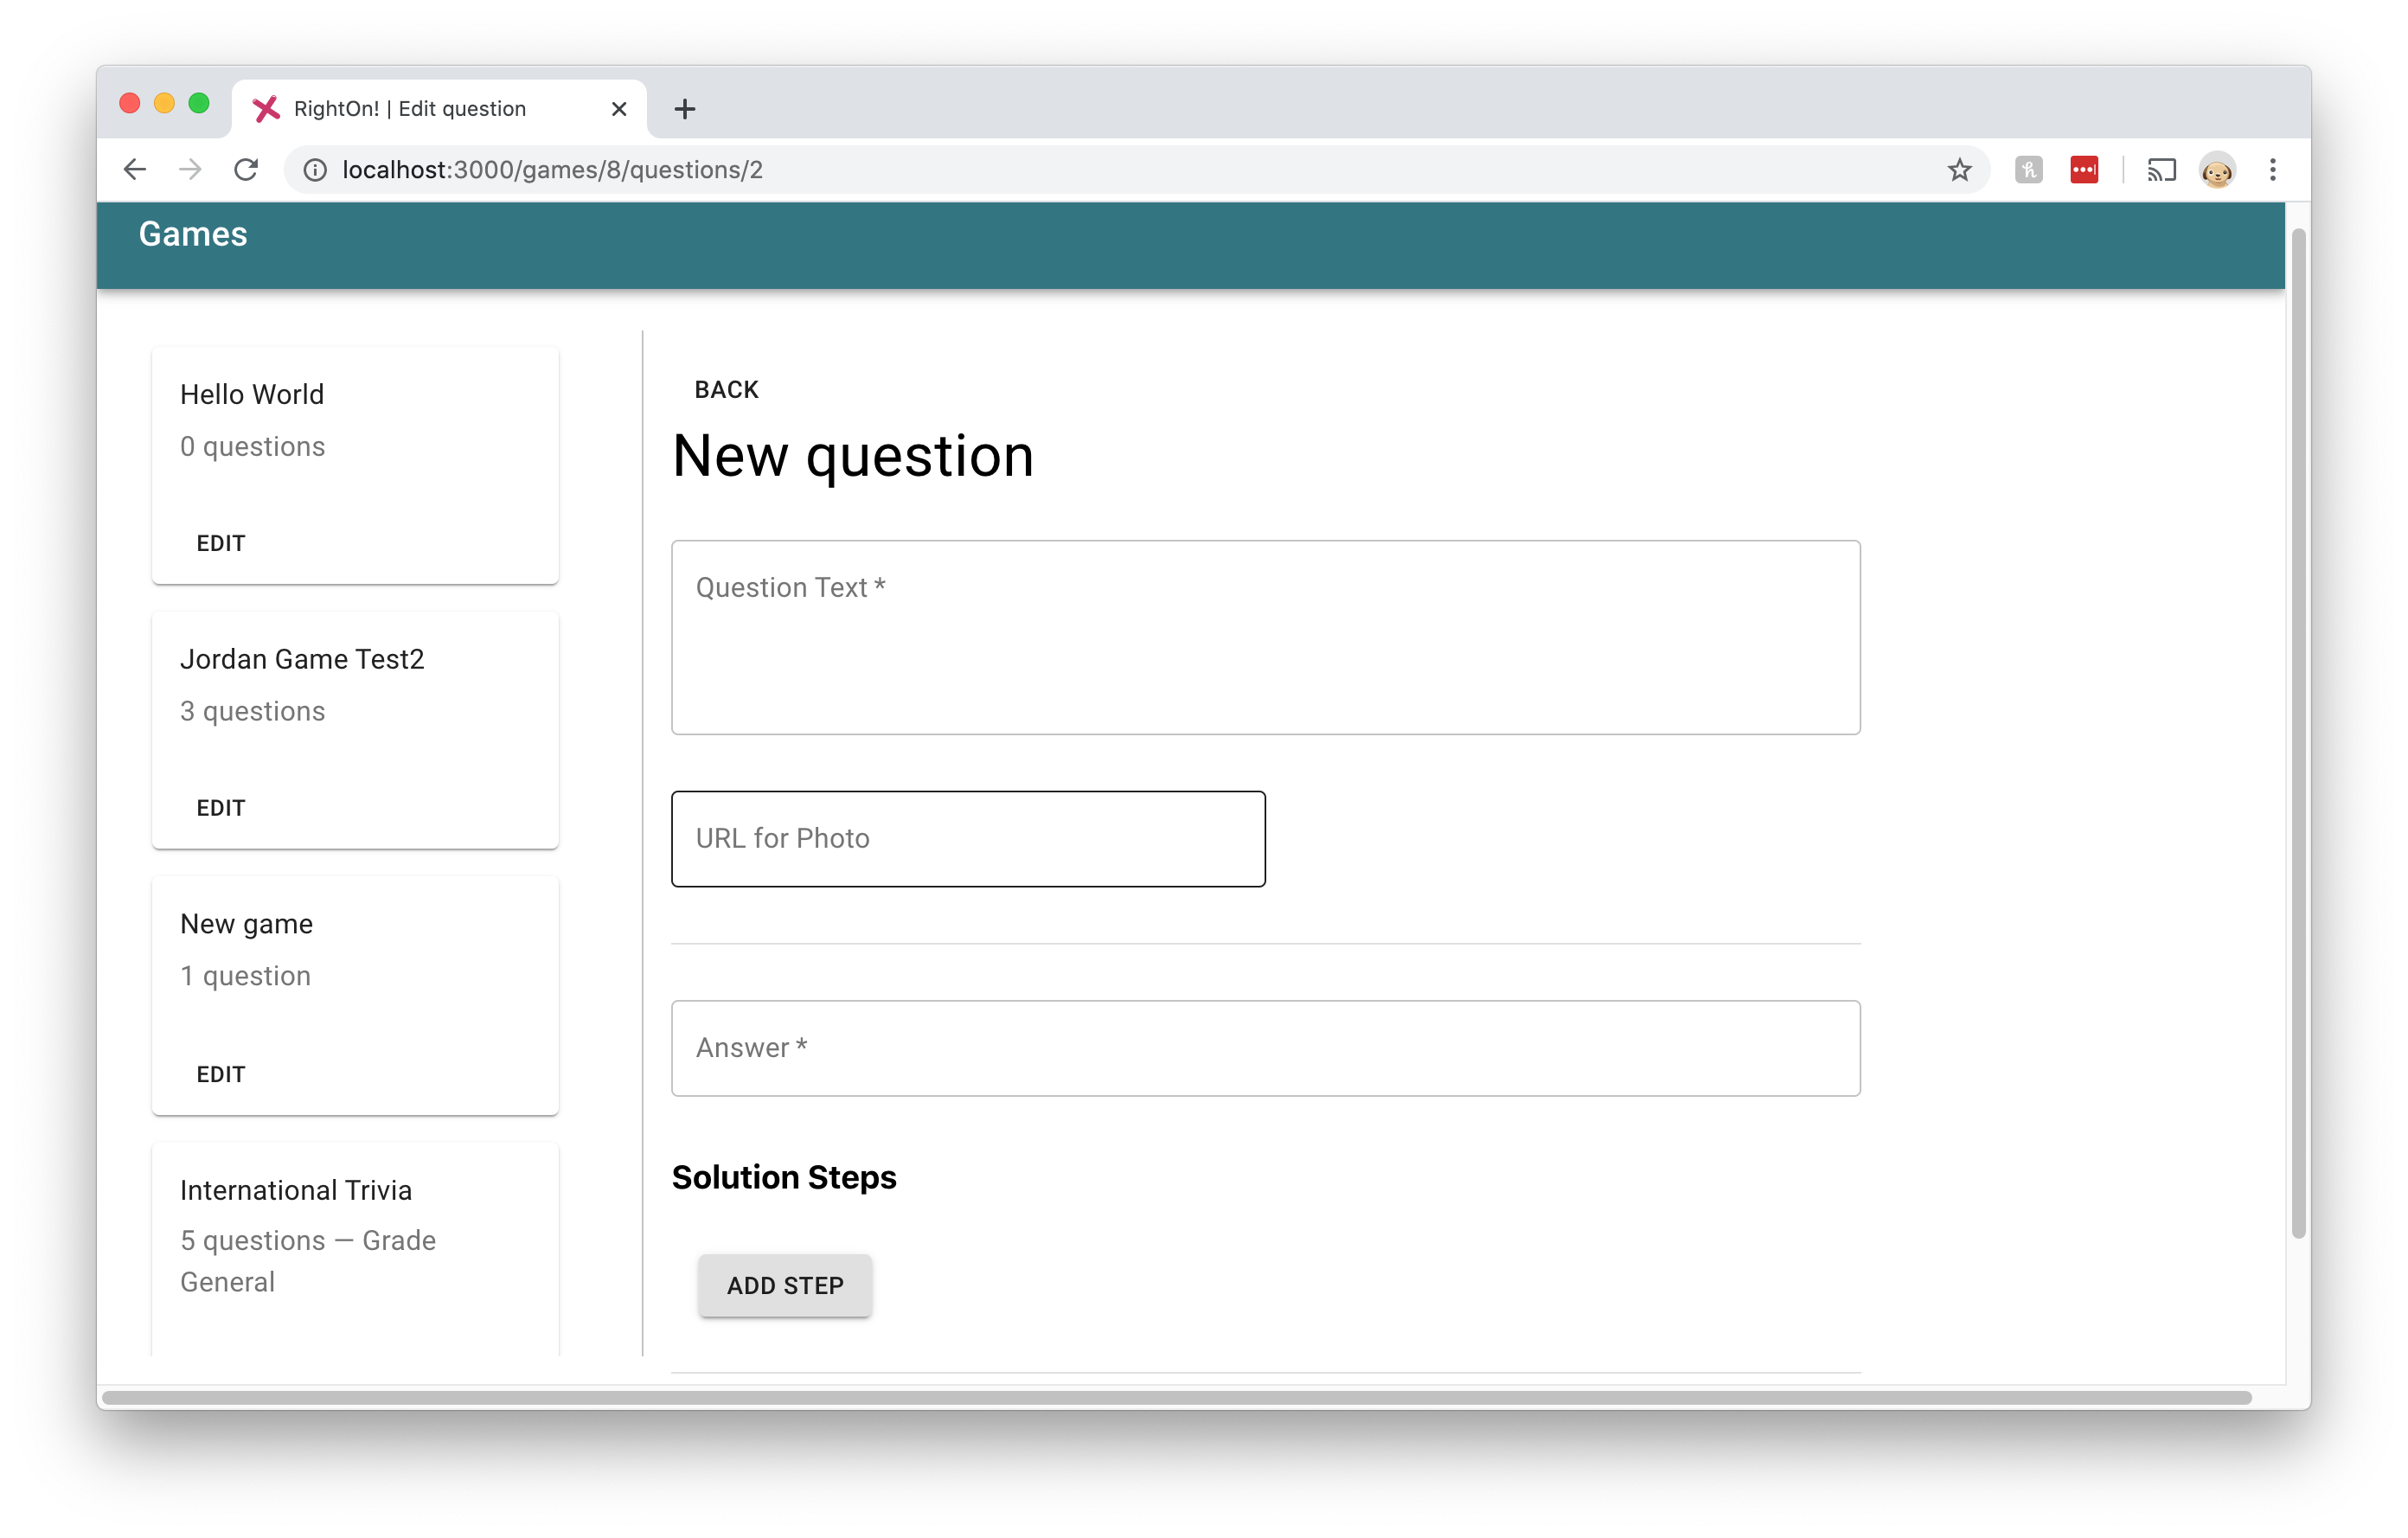 RightOn! | Edit question
localhost:3000/games/8/questions/2
Games
Hello World
0 questions
EDIT
Jordan Game Test2
3 questions
EDIT
New game
1 question
EDIT
International Trivia
5 questions — Grade
General
BACK
New question
Question Text *
URL for Photo
Answer *
Solution Steps
ADD STEP